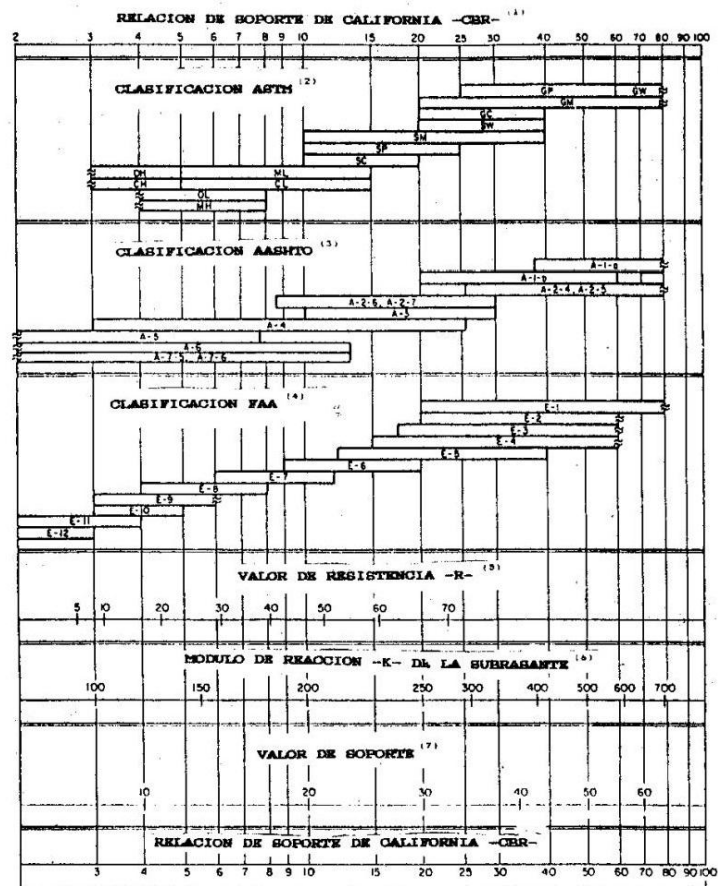 RELACION DE SOPORTE DE CALIFORNIA -CBR- (1)
2 3 4 5 6 7 8 9 10 15 20 25 30 40 50 60 70 80 100
CLASIFICACION ASTM (2)
GP GW
GM
GC
SW
SM
SP
SC
OH ML
CH CL
OL
MH
CLASIFICACION AASHTO (3)
A-1-a
A-1-b
A-2-4, A-2-5
A-2-6, A-2-7
A-3
A-4
A-5
A-6
A-7-5, A-7-6
CLASIFICACION FAA (4)
E-1
E-2
E-3
E-4
E-5
E-6
E-7
E-8
E-9
E-10
E-11
E-12
VALOR DE RESISTENCIA -R- (5)
5 10 20 30 40 50 60 70
MODULO DE REACCION -K- DE LA SUBRASANTE (6)
100 150 200 250 300 400 500 600 700
VALOR DE SOPORTE (7)
10 20 30 40 50 60
RELACION DE SOPORTE DE CALIFORNIA -CBR-
3 4 5 6 7 8 9 10 15 20 25 30 40 50 60 70 80 100